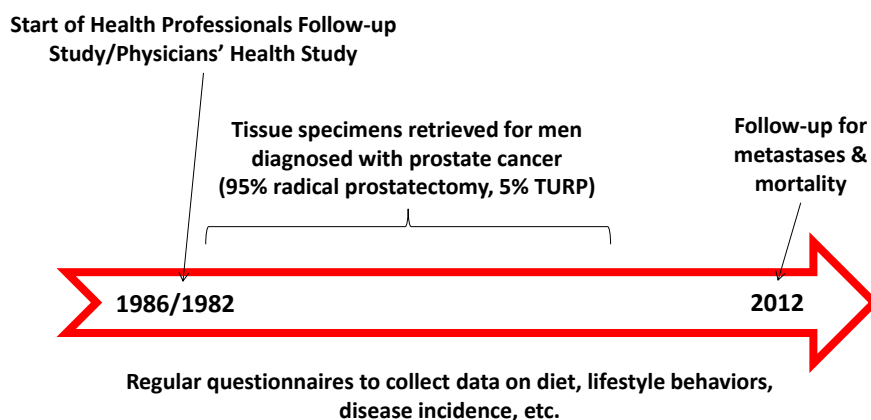 Start of Health Professionals Follow-up
Study/Physicians’ Health Study
Tissue specimens retrieved for men
diagnosed with prostate cancer
(95% radical prostatectomy, 5% TURP)
Follow-up for
metastases &
mortality
1986/1982
2012
Regular questionnaires to collect data on diet, lifestyle behaviors,
disease incidence, etc.